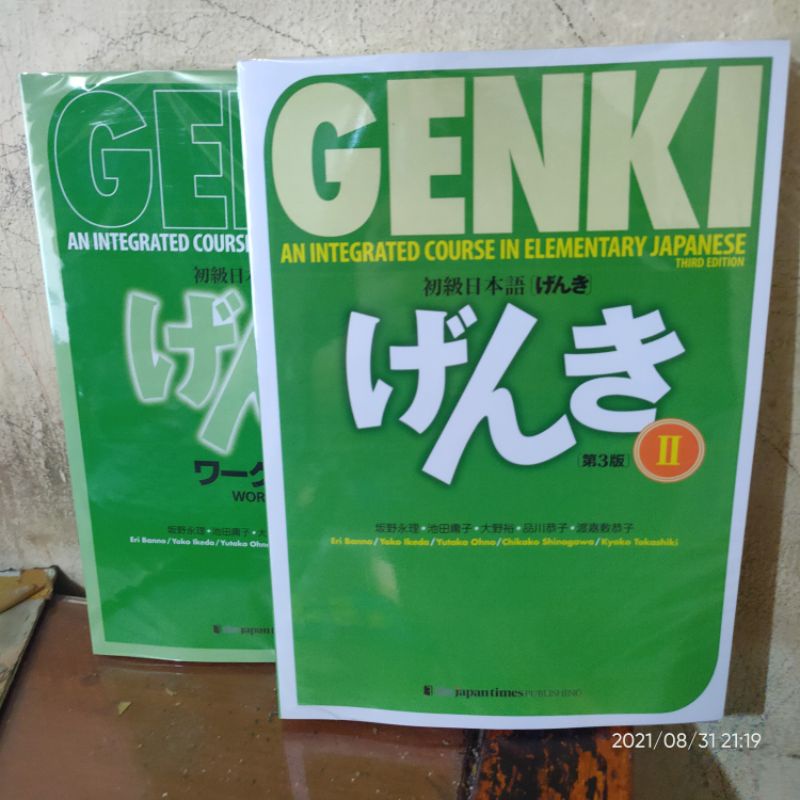 GE
AN INTEGRATED COURSE
初級日
げん
ワーク
WOR
坂野永理・池田庸子・大
Eri Banno/Yoko Ikeda/Yutaka Ohno
the japan times
GENKI
AN INTEGRATED COURSE IN ELEMENTARY JAPANESE
THIRD EDITION
初級日本語[げんき]
げんき
[第3版]
II
坂野永理・池田庸子・大野裕・品川恭子・渡嘉敷恭子
Eri Banno/Yoko Ikeda/Yutaka Ohno/Chikako Shinagawa/Kyoko Tokashiki
the japan times PUBLISHING
2021/08/31 21:19